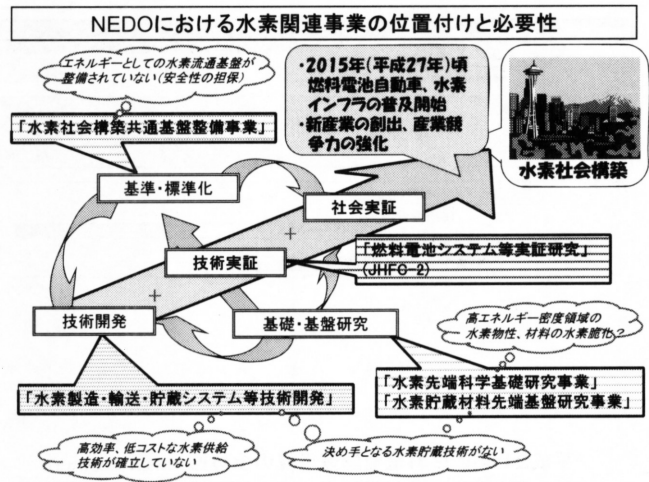 NEDOにおける水素関連事業の位置付けと必要性
エネルギーとしての水素流通基盤が
整備されていない(安全性の担保)
・2015年(平成27年)頃
燃料電池自動車、水素
インフラの普及開始
・新産業の創出、産業競
争力の強化
水素社会構築
「水素社会構築共通基盤整備事業」
基準・標準化
社会実証
技術実証
「燃料電池システム等実証研究」
(JHFC-2)
技術開発
基礎・基盤研究
高エネルギー密度領域の
水素物性、材料の水素脆化?
「水素製造・輸送・貯蔵システム等技術開発」
「水素先端科学基礎研究事業」
「水素貯蔵材料先端基盤研究事業」
高効率、低コストな水素供給
技術が確立していない
決め手となる水素貯蔵技術がない